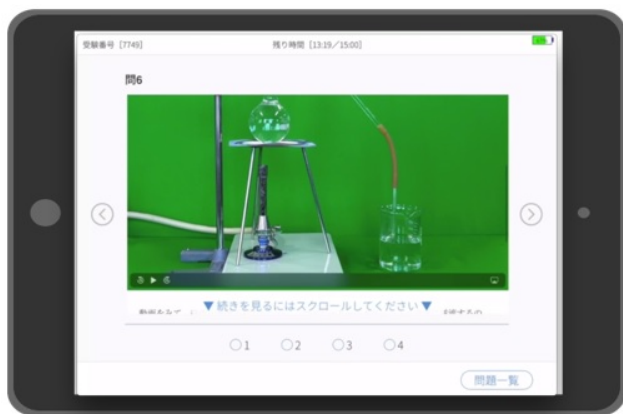 受験番号 [7749]
残り時間 [13:19／15:00]
問6
▼ 続きを見るにはスクロールしてください ▼
1
2
3
4
問題一覧